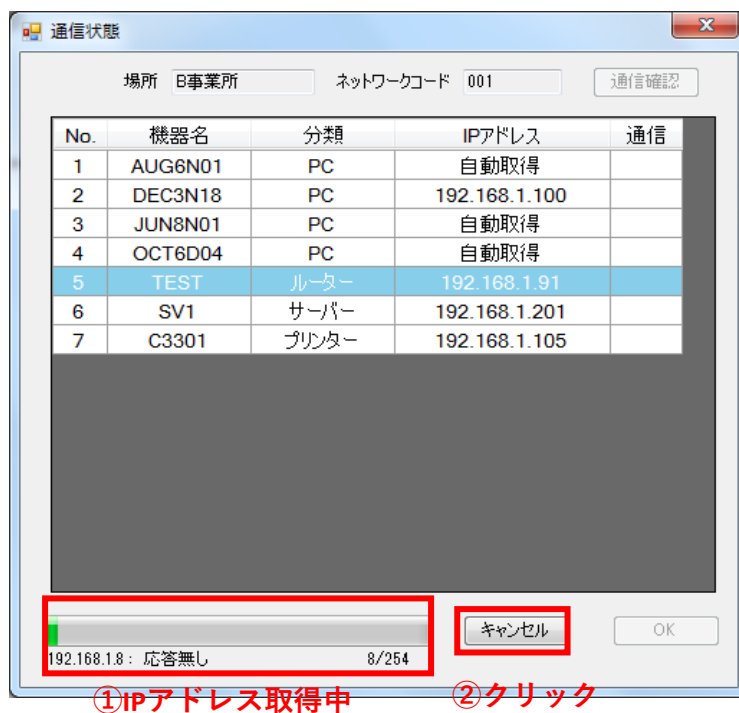 通信状態
場所 B事業所 ネットワークコード 001 通信確認
No. 機器名 分類 IPアドレス 通信
1 AUG6N01 PC 自動取得
2 DEC3N18 PC 192.168.1.100
3 JUN8N01 PC 自動取得
4 OCT6D04 PC 自動取得
5 TEST ルーター 192.168.1.91
6 SV1 サーバー 192.168.1.201
7 C3301 プリンター 192.168.1.105
キャンセル OK
192.168.1.8 : 応答無し 8/254
①IPアドレス取得中 ②クリック